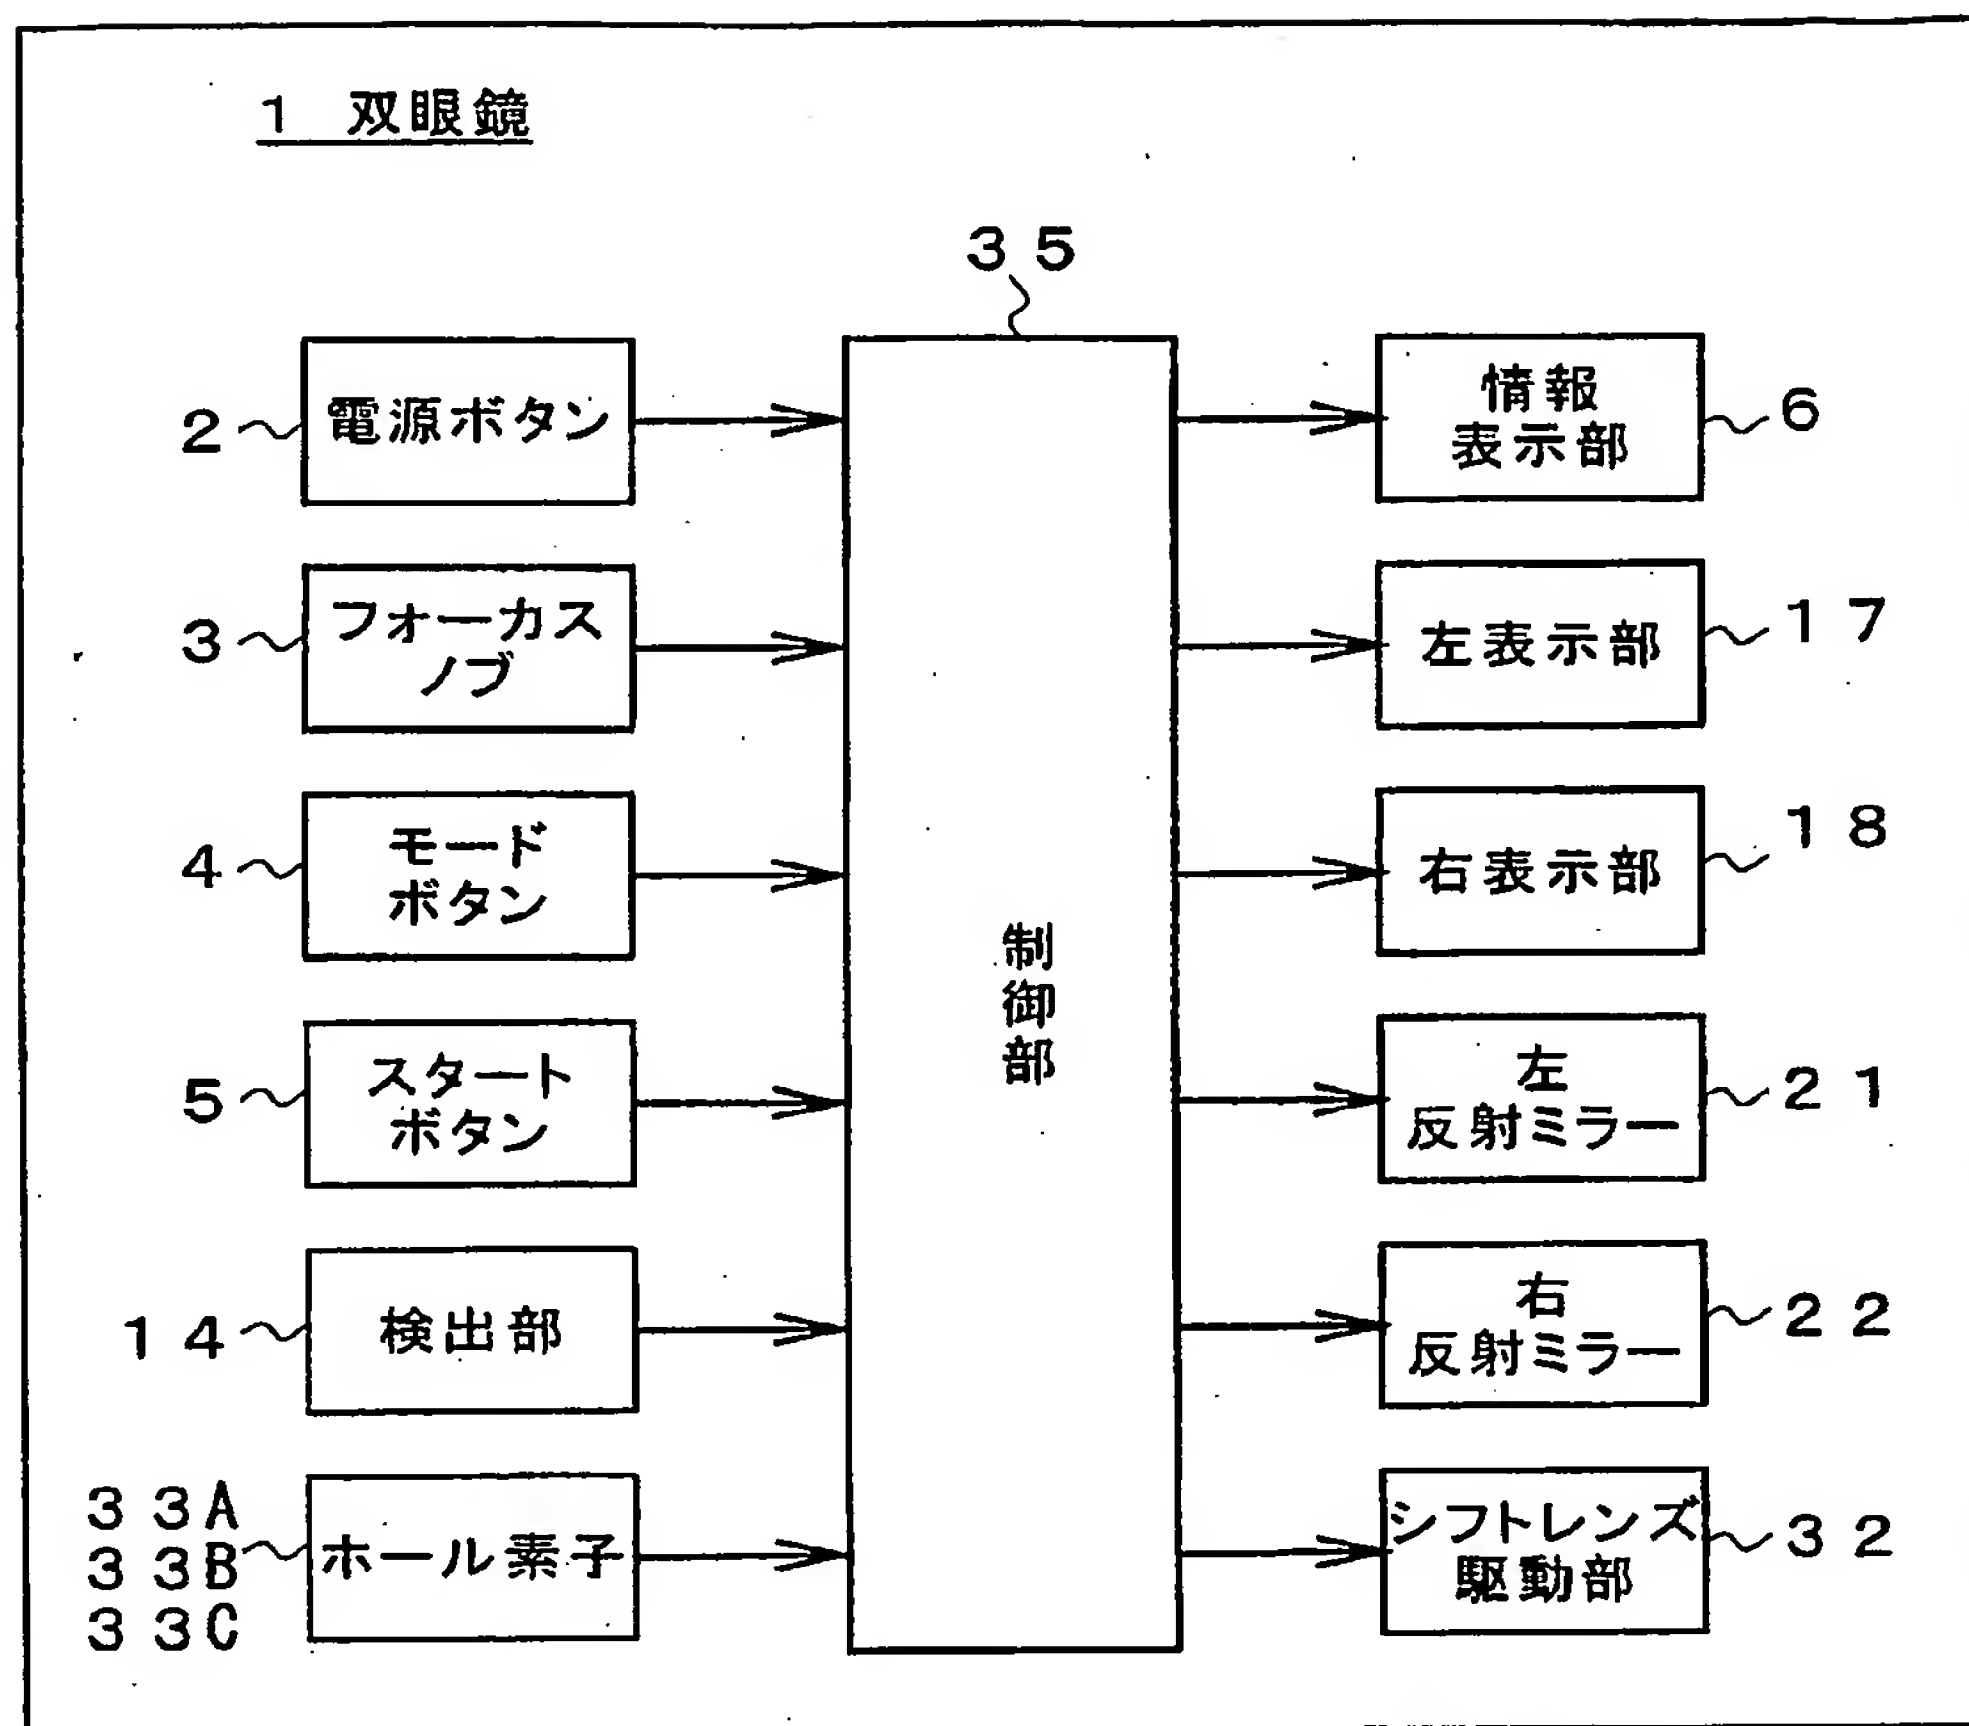 1 双眼鏡
35
2
電源ボタン
3
フォーカス
ノブ
4
モード
ボタン
5
スタート
ボタン
14
検出部
33A
33B
33C
ホール素子
制御部
情報
表示部
6
左表示部
17
右表示部
18
左
反射ミラー
21
右
反射ミラー
22
シフトレンズ
駆動部
32